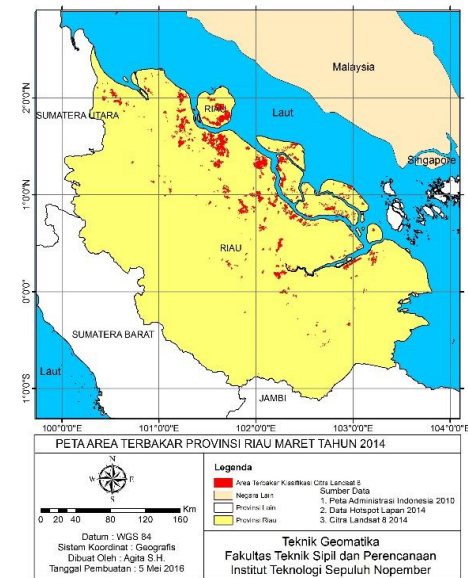 Malaysia
2°0'0"N
SUMATERA UTARA
RIAU
Laut
Singapore
1°0'0"N
RIAU
0°0'0"
SUMATERA BARAT
Laut
JAMBI
1°0'0"S
100°0'0"E 101°0'0"E 102°0'0"E 103°0'0"E 104°0'0"E
PETA AREA TERBAKAR PROVINSI RIAU MARET TAHUN 2014
N
W E
S
0 20 40 80 120 160 Km
Datum : WGS 84
Sistem Koordinat : Geografis
Dibuat Oleh : Agita S.H.
Tanggal Pembuatan : 5 Mei 2016
Legenda
Area Terbakar Klasifikasi Citra Landsat 8
Negara Lain
Provinsi Lain
Provinsi Riau
Sumber Data
1. Peta Administrasi Indonesia 2010
2. Data Hotspot Lapan 2014
3. Citra Landsat 8 2014
Teknik Geomatika
Fakultas Teknik Sipil dan Perencanaan
Institut Teknologi Sepuluh Nopember